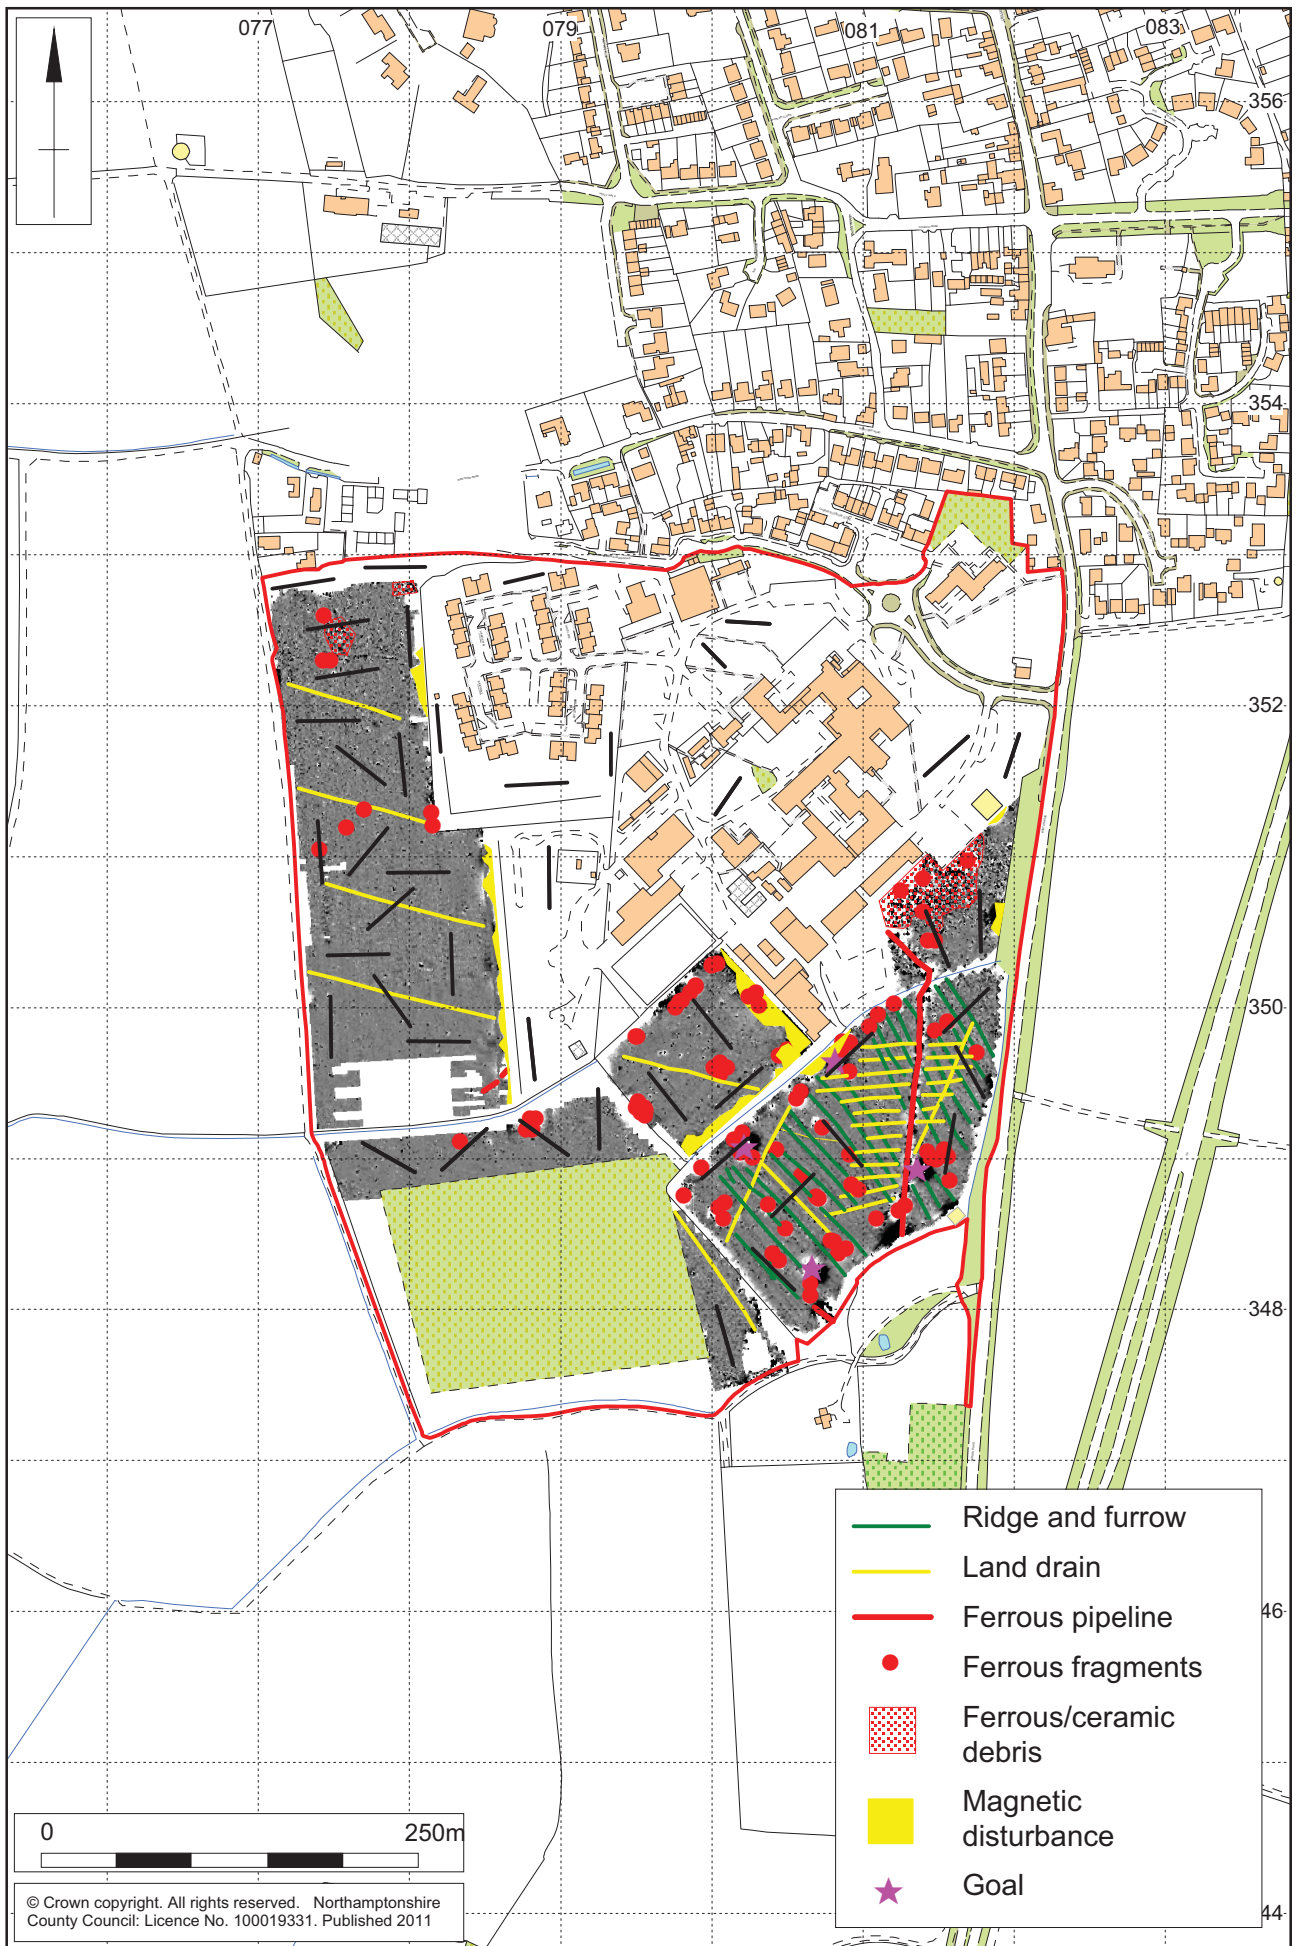 077
079
081
083
356
354
352
350
348
46
44
Ridge and furrow
Land drain
Ferrous pipeline
Ferrous fragments
Ferrous/ceramic
debris
Magnetic
disturbance
Goal
0 250m
© Crown copyright. All rights reserved. Northamptonshire
County Council: Licence No. 100019331. Published 2011